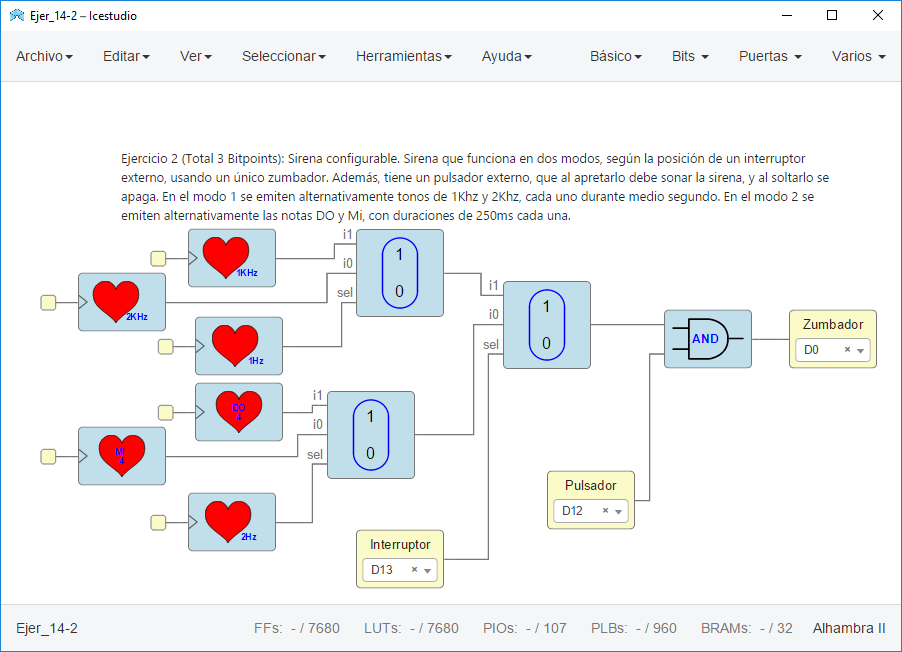 Ejer_14-2 – Icestudio
Archivo Editar Ver Seleccionar Herramientas Ayuda Básico Bits Puertas Varios
Ejercicio 2 (Total 3 Bitpoints): Sirena configurable. Sirena que funciona en dos modos, según la posición de un interruptor
externo, usando un único zumbador. Además, tiene un pulsador externo, que al apretarlo debe sonar la sirena, y al soltarlo se
apaga. En el modo 1 se emiten alternativamente tonos de 1Khz y 2Khz, cada uno durante medio segundo. En el modo 2 se
emiten alternativamente las notas DO y Mi, con duraciones de 250ms cada una.
1KHz
i1
i0
sel
1
0
2KHz
1Hz
i1
i0
sel
1
0
AND
Zumbador
D0 ×
DO
4
i1
i0
sel
1
0
MI
4
2Hz
Pulsador
D12 ×
Interruptor
D13 ×
Ejer_14-2 FFs: - / 7680 LUTs: - / 7680 PIOs: - / 107 PLBs: - / 960 BRAMs: - / 32 Alhambra II